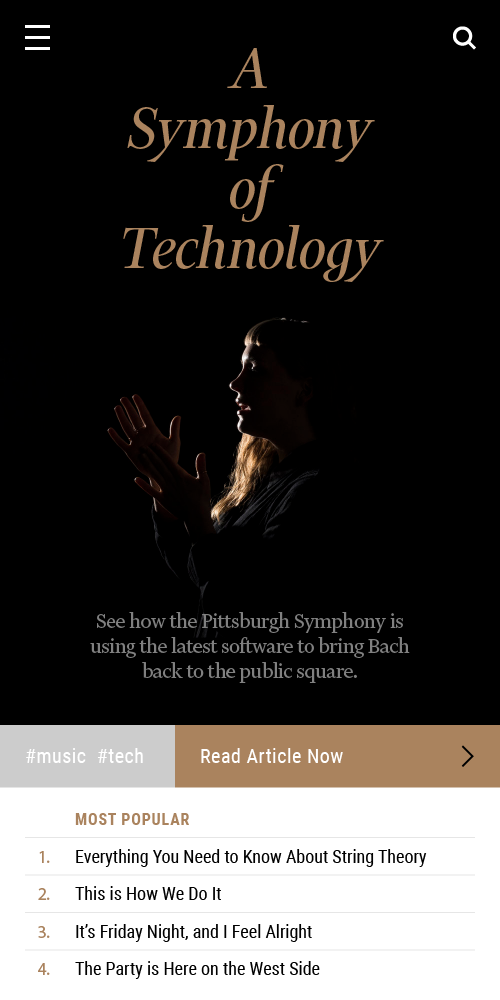 A
Symphony
of
Technology
See how the Pittsburgh Symphony is
using the latest software to bring Bach
back to the public square.
#music #tech
Read Article Now
MOST POPULAR
1. Everything You Need to Know About String Theory
2. This is How We Do It
3. It’s Friday Night, and I Feel Alright
4. The Party is Here on the West Side